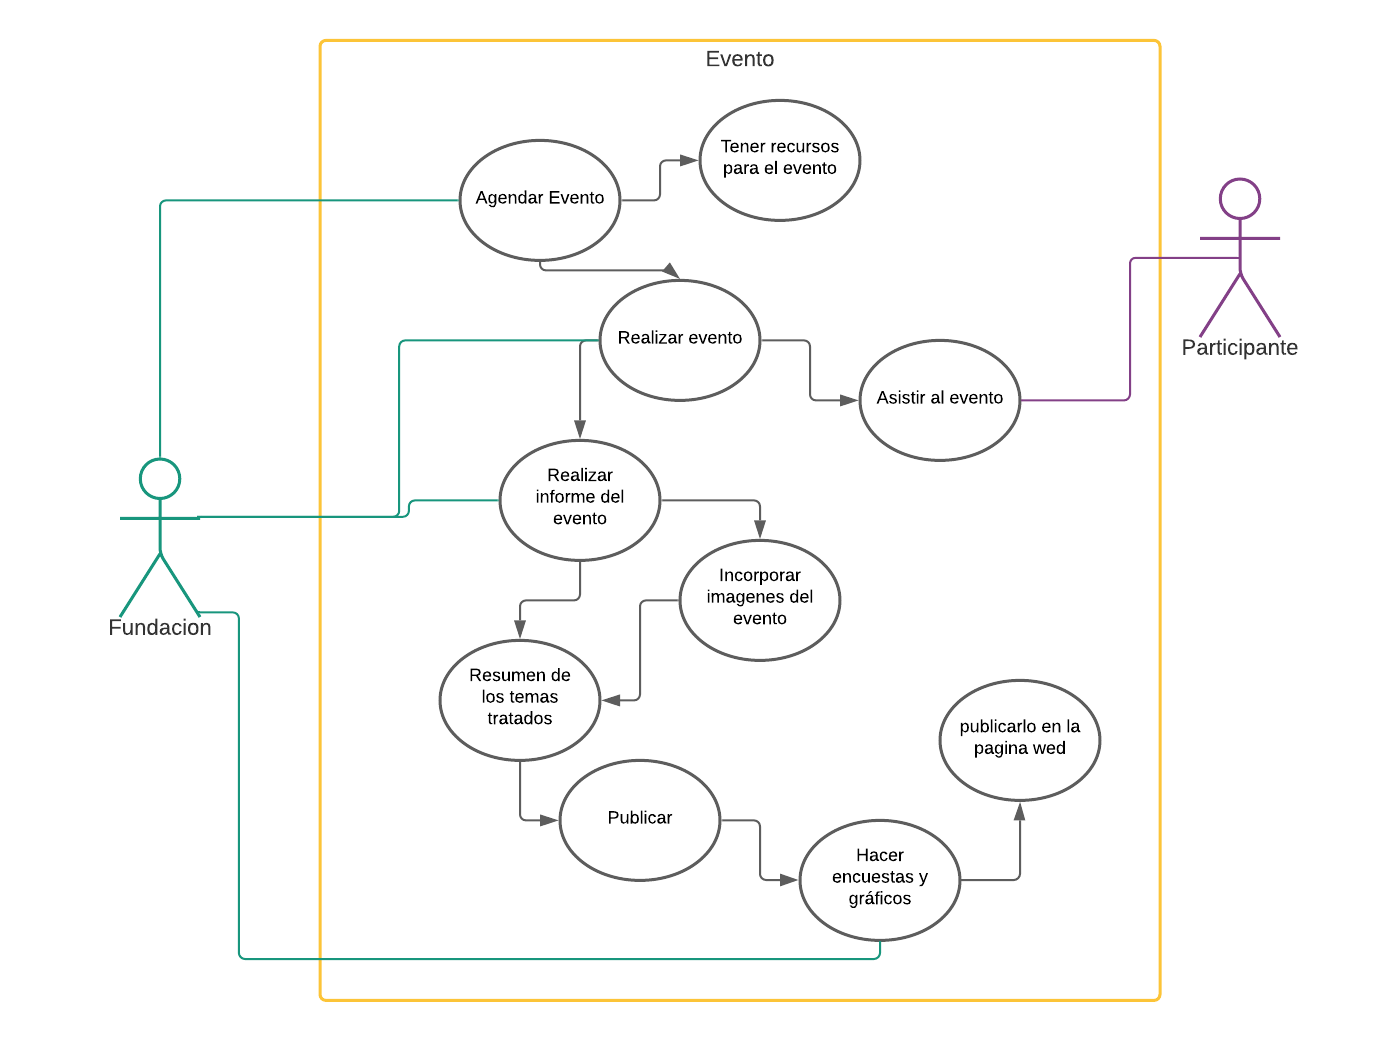 Evento
Tener recursos
para el evento
Agendar Evento
Realizar evento
Participante
Asistir al evento
Realizar
informe del
evento
Incorporar
imagenes del
evento
Fundacion
Resumen de
los temas
tratados
publicarlo en la
pagina wed
Publicar
Hacer
encuestas y
gráficos